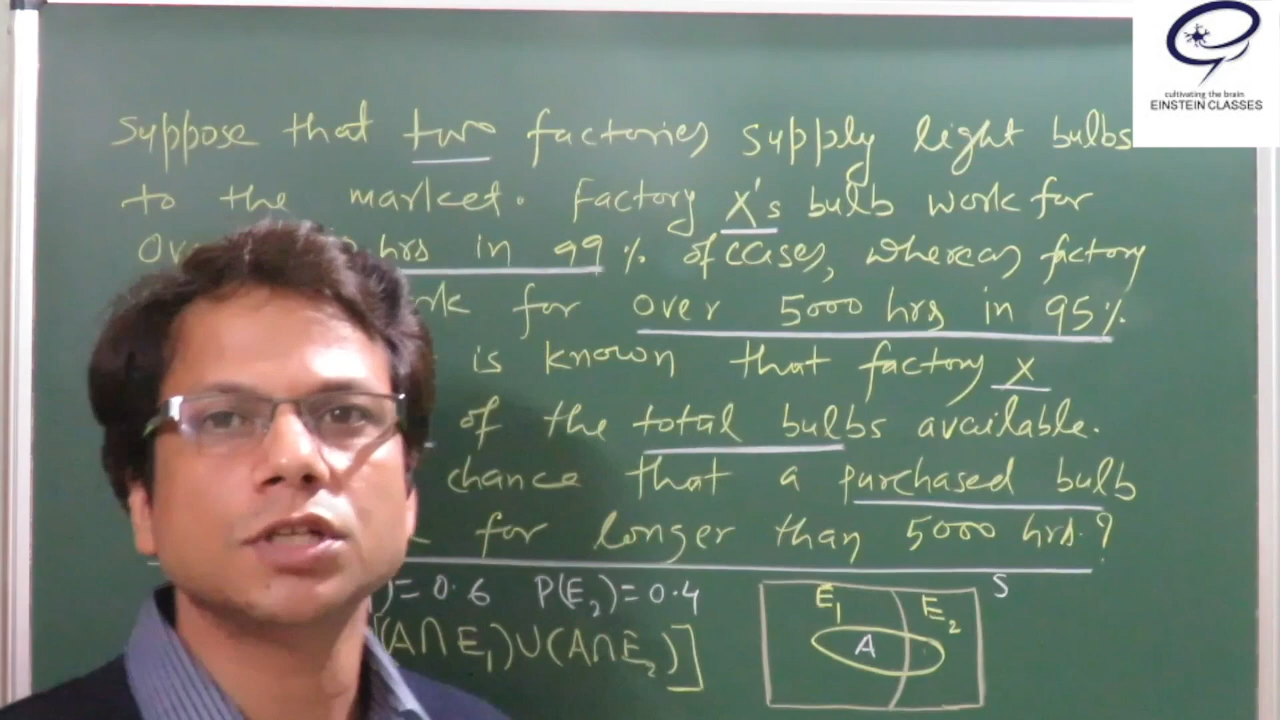 cultivating the brain
EINSTEIN CLASSES
Suppose that two factories supply light bulbs
to the market. Factory X's bulb work for
hrs in 99% of cases, whereas factory
for over 5000 hrs in 95%
is known that factory X
of the total bulbs available.
chance that a purchased bulb
for longer than 5000 hrs.?
)=0.6 P(E₂)=0.4
(A∩E₁)∪(A∩E₂)]
S
E₁ E₂
A